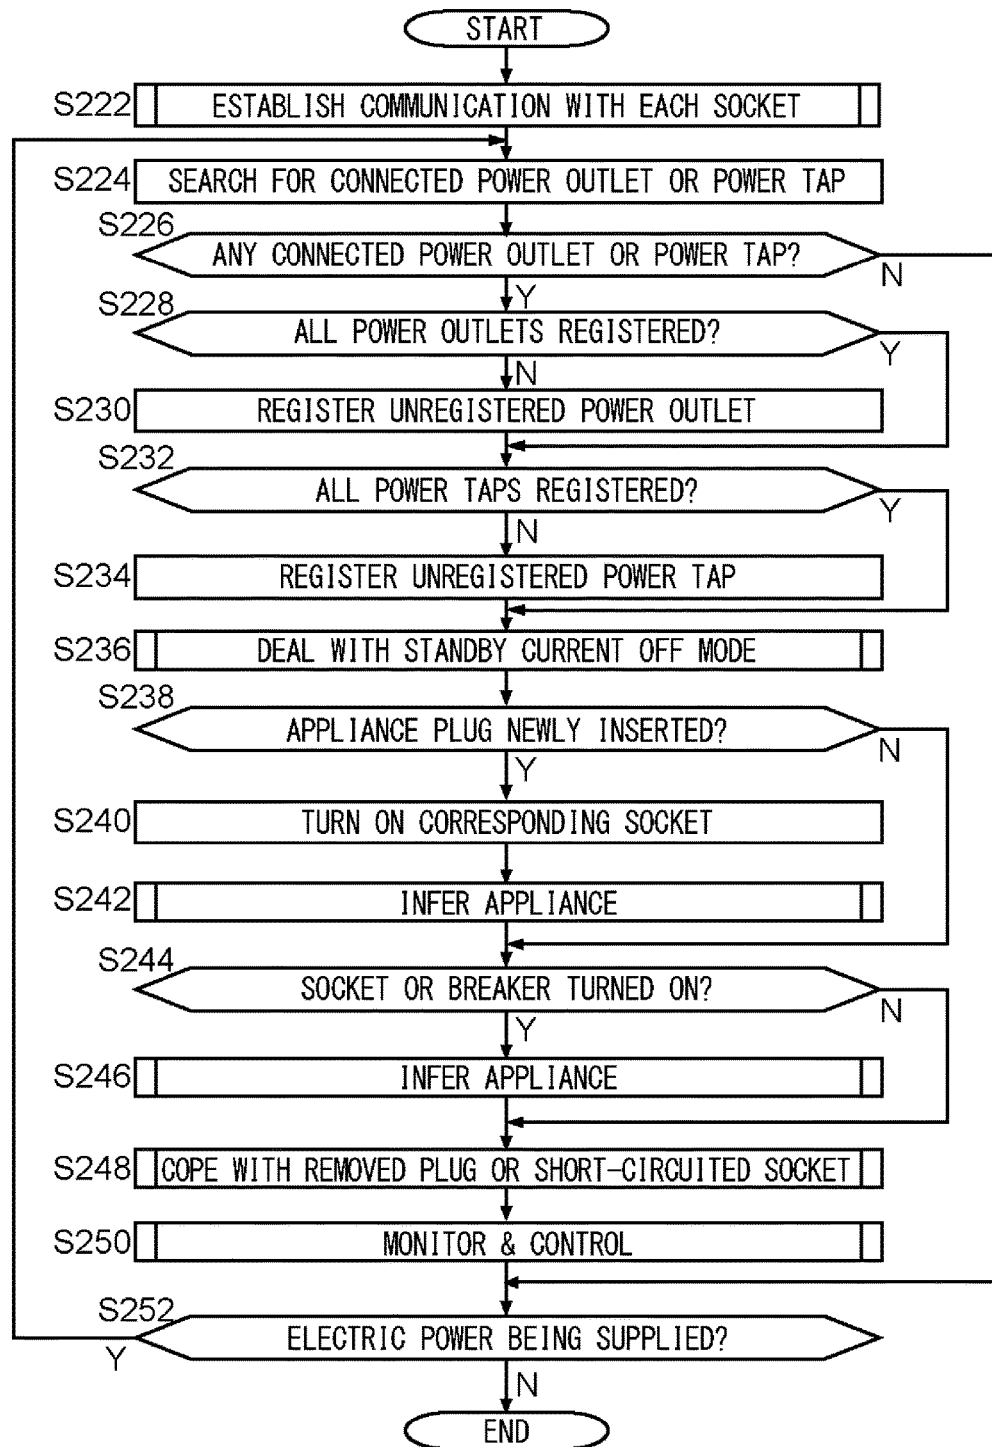 START
S222 ESTABLISH COMMUNICATION WITH EACH SOCKET
S224 SEARCH FOR CONNECTED POWER OUTLET OR POWER TAP
S226
ANY CONNECTED POWER OUTLET OR POWER TAP?
N
Y
S228
ALL POWER OUTLETS REGISTERED?
Y
N
S230 REGISTER UNREGISTERED POWER OUTLET
S232
ALL POWER TAPS REGISTERED?
Y
N
S234 REGISTER UNREGISTERED POWER TAP
S236 DEAL WITH STANDBY CURRENT OFF MODE
S238
APPLIANCE PLUG NEWLY INSERTED?
N
Y
S240 TURN ON CORRESPONDING SOCKET
S242 INFER APPLIANCE
S244
SOCKET OR BREAKER TURNED ON?
N
Y
S246 INFER APPLIANCE
S248 COPE WITH REMOVED PLUG OR SHORT-CIRCUITED SOCKET
S250 MONITOR & CONTROL
S252
ELECTRIC POWER BEING SUPPLIED?
Y
N
END